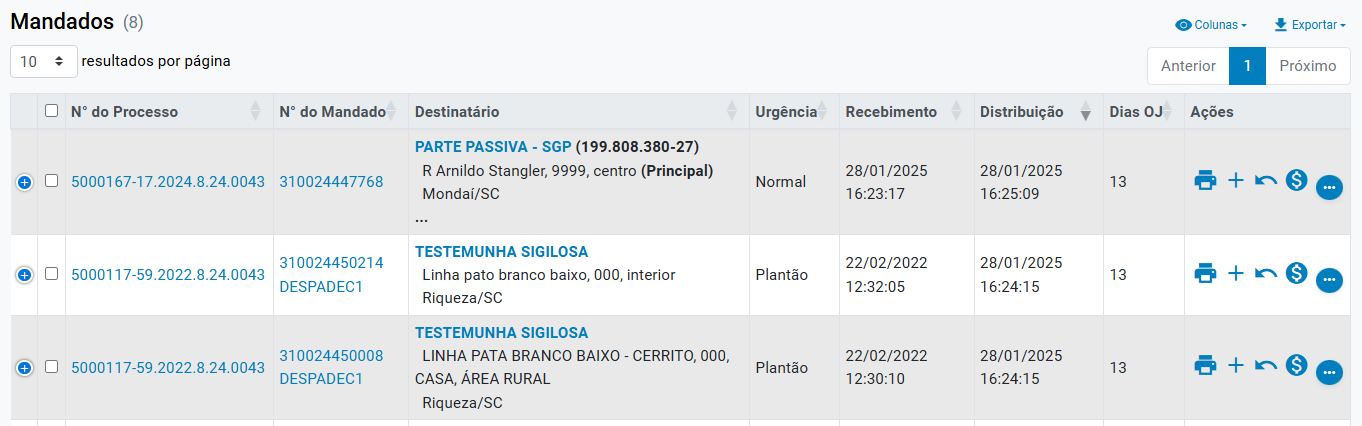 Mandados (8)
Colunas
Exportar
10 resultados por página
Anterior 1 Próximo
N° do Processo N° do Mandado Destinatário Urgência Recebimento Distribuição Dias OJ Ações
5000167-17.2024.8.24.0043
310024447768
PARTE PASSIVA - SGP (199.808.380-27)
R Arnildo Stangler, 9999, centro (Principal)
Mondaí/SC
...
Normal
28/01/2025
16:23:17
28/01/2025
16:25:09
13
5000117-59.2022.8.24.0043
310024450214
DESPADEC1
TESTEMUNHA SIGILOSA
Linha pato branco baixo, 000, interior
Riqueza/SC
Plantão
22/02/2022
12:32:05
28/01/2025
16:24:15
13
5000117-59.2022.8.24.0043
310024450008
DESPADEC1
TESTEMUNHA SIGILOSA
LINHA PATA BRANCO BAIXO - CERRITO, 000,
CASA, ÁREA RURAL
Riqueza/SC
Plantão
22/02/2022
12:30:10
28/01/2025
16:24:15
13